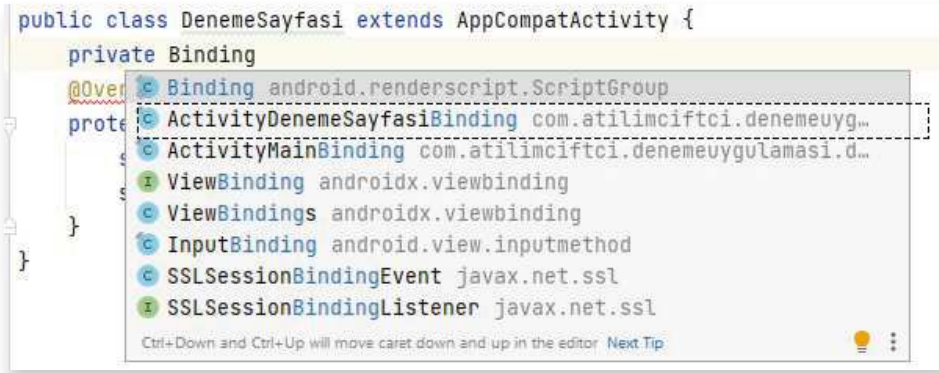 public class DenemeSayfasi extends AppCompatActivity {
private Binding
@Over
Binding android.renderscript.ScriptGroup
prote
ActivityDenemeSayfasiBinding com.atilimciftci.denemeuyg…
s
ActivityMainBinding com.atilimciftci.denemeuygulamasi.d…
s
ViewBinding androidx.viewbinding
}
ViewBindings androidx.viewbinding
InputBinding android.view.inputmethod
}
SSLSessionBindingEvent javax.net.ssl
SSLSessionBindingListener javax.net.ssl
Ctrl+Down and Ctrl+Up will move caret down and up in the editor Next Tip